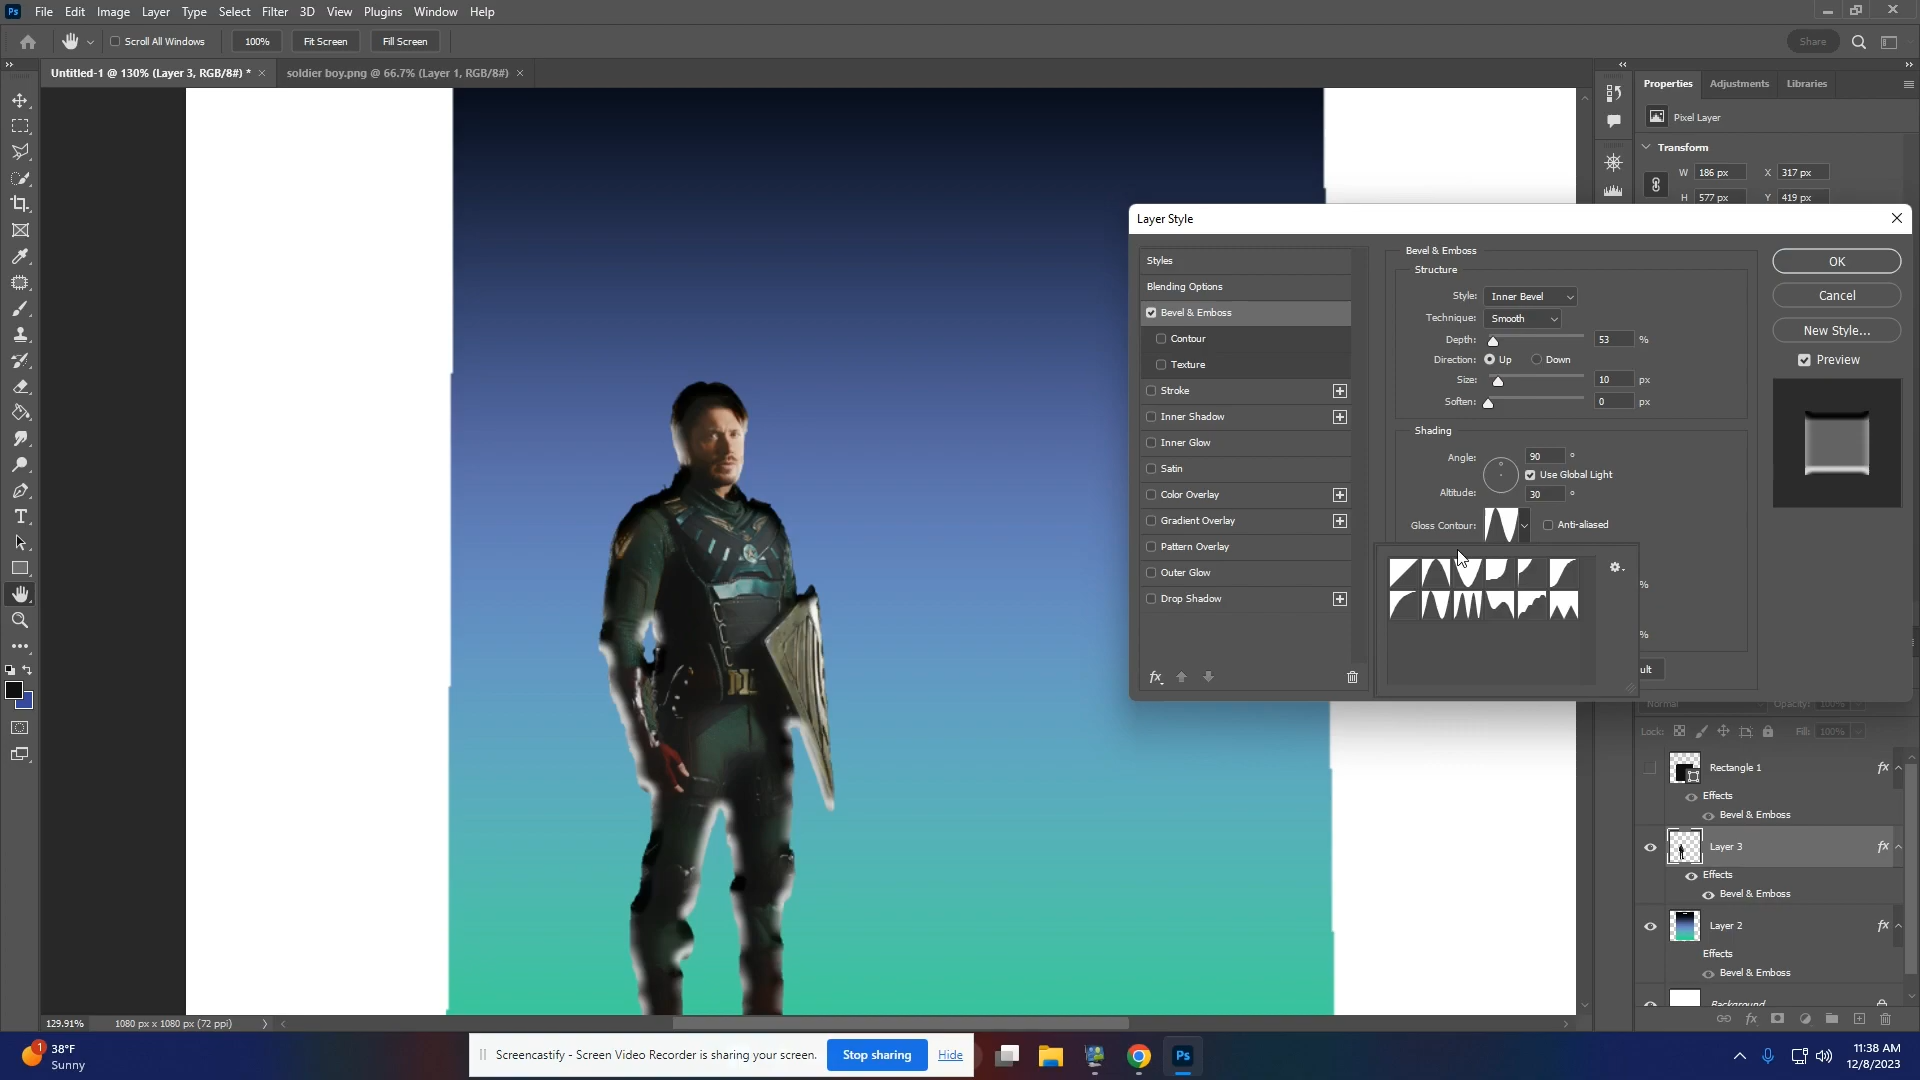 Ps File Edit Image Layer Type Select Filter 3D View Plugins Window Help
Scroll All Windows 100% Fit Screen Fill Screen Share
Untitled-1 @ 130% (Layer 3, RGB/8#) * × soldier boy.png @ 66.7% (Layer 1, RGB/8#) ×
Properties Adjustments Libraries
Pixel Layer
Transform
W 186 px X 317 px
H 577 px Y 419 px
Layer Style
Styles
Blending Options
Bevel & Emboss
Contour
Texture
Stroke
Inner Shadow
Inner Glow
Satin
Color Overlay
Gradient Overlay
Pattern Overlay
Outer Glow
Drop Shadow
fx
Bevel & Emboss
Structure
Style: Inner Bevel
Technique: Smooth
Depth: 53 %
Direction: Up Down
Size: 10 px
Soften: 0 px
Shading
Angle: 90 °
Use Global Light
Altitude: 30 °
Gloss Contour: Anti-aliased
%
%
ult
OK
Cancel
New Style...
Preview
Normal Opacity: 100%
Lock: Fill: 100%
Rectangle 1 fx
Effects
Bevel & Emboss
Layer 3 fx
Effects
Bevel & Emboss
Layer 2 fx
Effects
Bevel & Emboss
Background
fx
129.91% 1080 px x 1080 px (72 ppi)
1
38°F
Sunny
Screencastify - Screen Video Recorder is sharing your screen. Stop sharing Hide
Ps
11:38 AM
12/8/2023